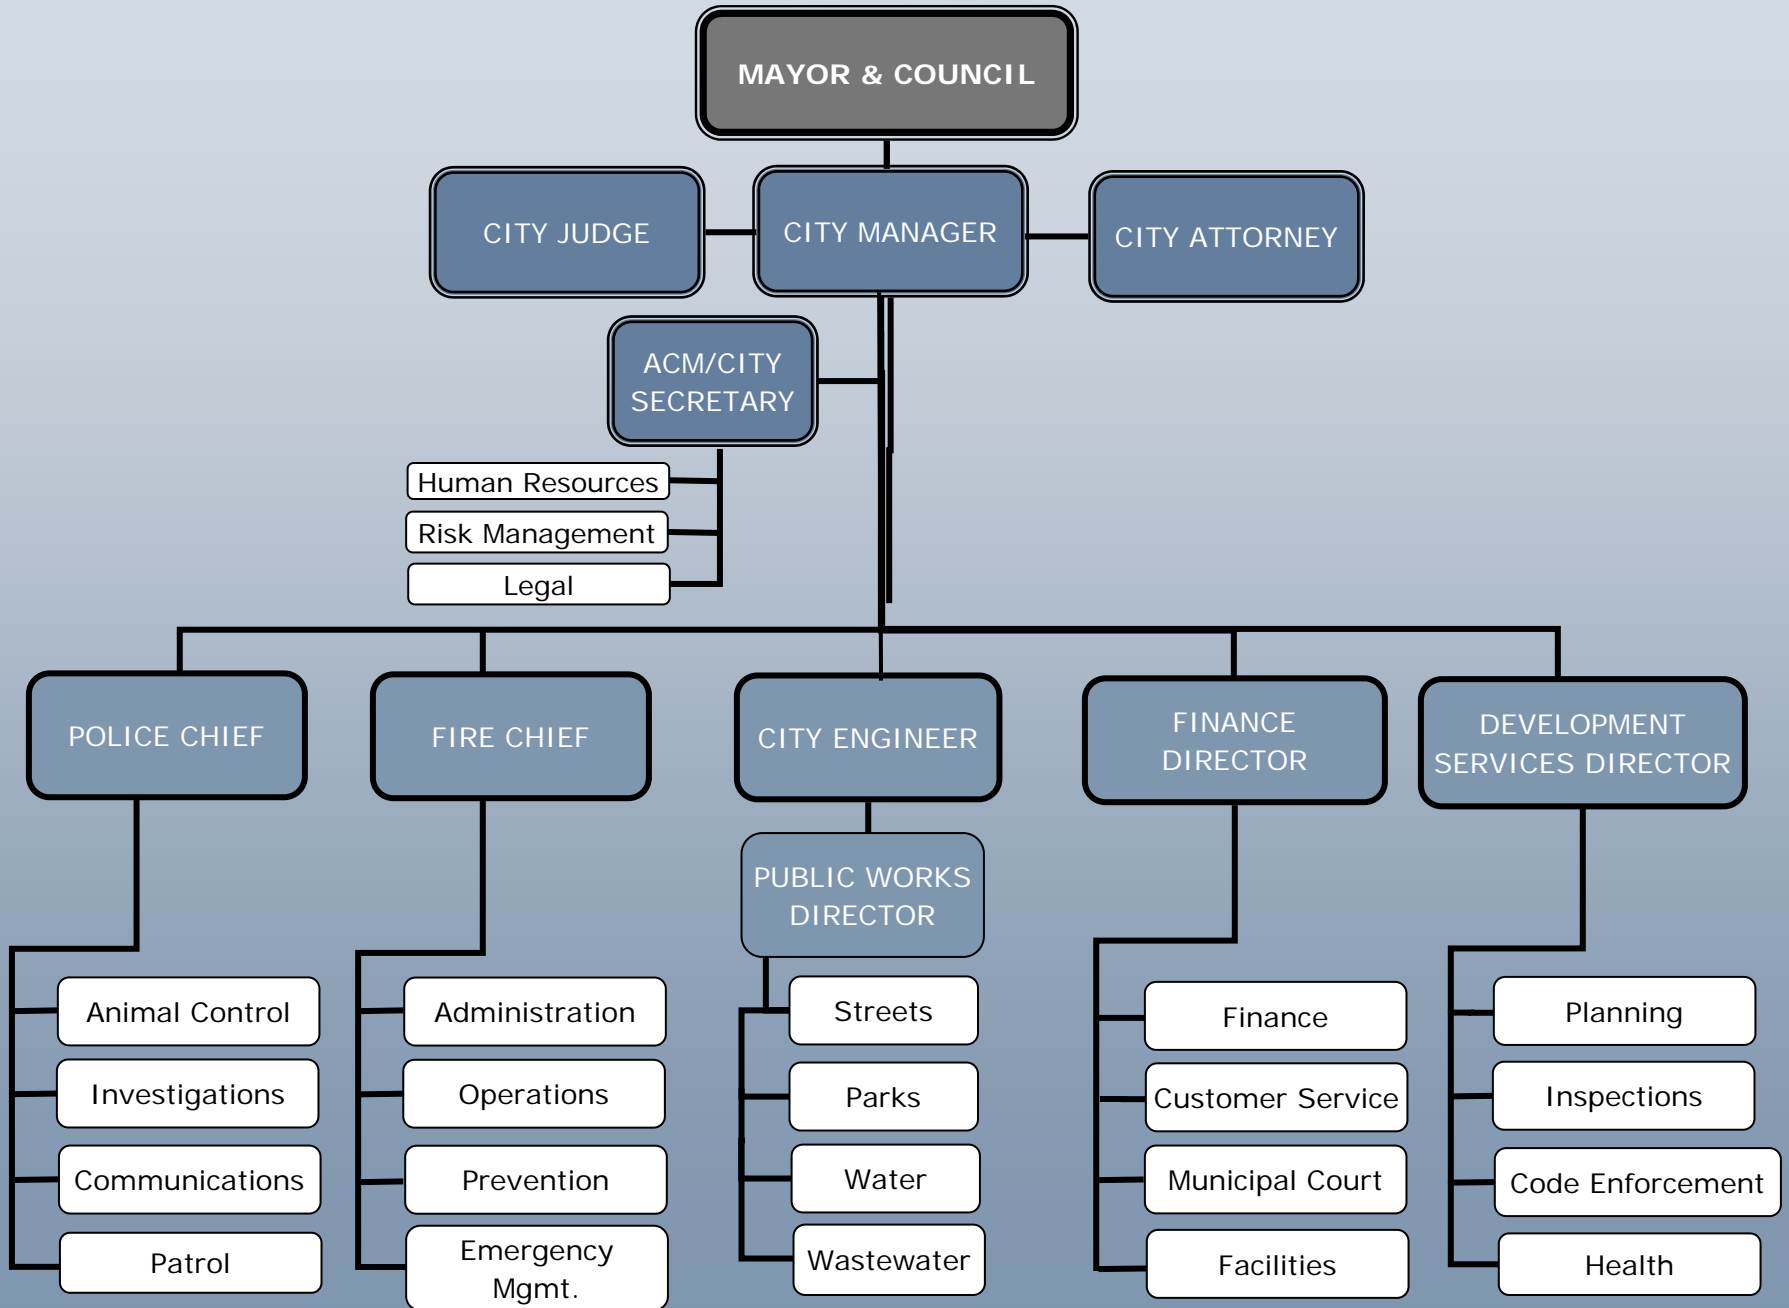 MAYOR & COUNCIL
CITY JUDGE
CITY MANAGER
CITY ATTORNEY
ACM/CITY
SECRETARY
Human Resources
Risk Management
Legal
POLICE CHIEF
FIRE CHIEF
CITY ENGINEER
FINANCE
DIRECTOR
DEVELOPMENT
SERVICES DIRECTOR
PUBLIC WORKS
DIRECTOR
Animal Control
Investigations
Communications
Patrol
Administration
Operations
Prevention
Emergency
Mgmt.
Streets
Parks
Water
Wastewater
Finance
Customer Service
Municipal Court
Facilities
Planning
Inspections
Code Enforcement
Health